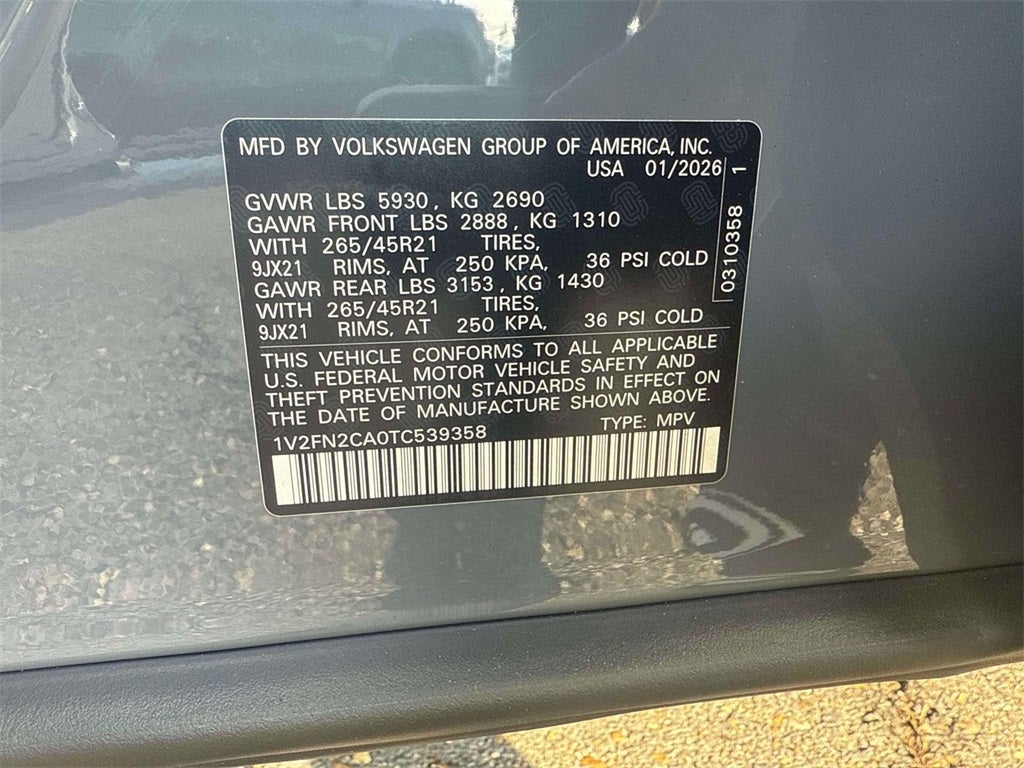 MFD BY VOLKSWAGEN GROUP OF AMERICA, INC.
USA 01/2026
GVWR LBS 5930, KG 2690
GAWR FRONT LBS 2888, KG 1310
WITH 265/45R21 TIRES,
9JX21 RIMS, AT 250 KPA, 36 PSI COLD
GAWR REAR LBS 3153, KG 1430
WITH 265/45R21 TIRES,
9JX21 RIMS, AT 250 KPA, 36 PSI COLD
0310358 1
THIS VEHICLE CONFORMS TO ALL APPLICABLE
U.S. FEDERAL MOTOR VEHICLE SAFETY AND
THEFT PREVENTION STANDARDS IN EFFECT ON
THE DATE OF MANUFACTURE SHOWN ABOVE.
1V2FN2CA0TC539358 TYPE: MPV